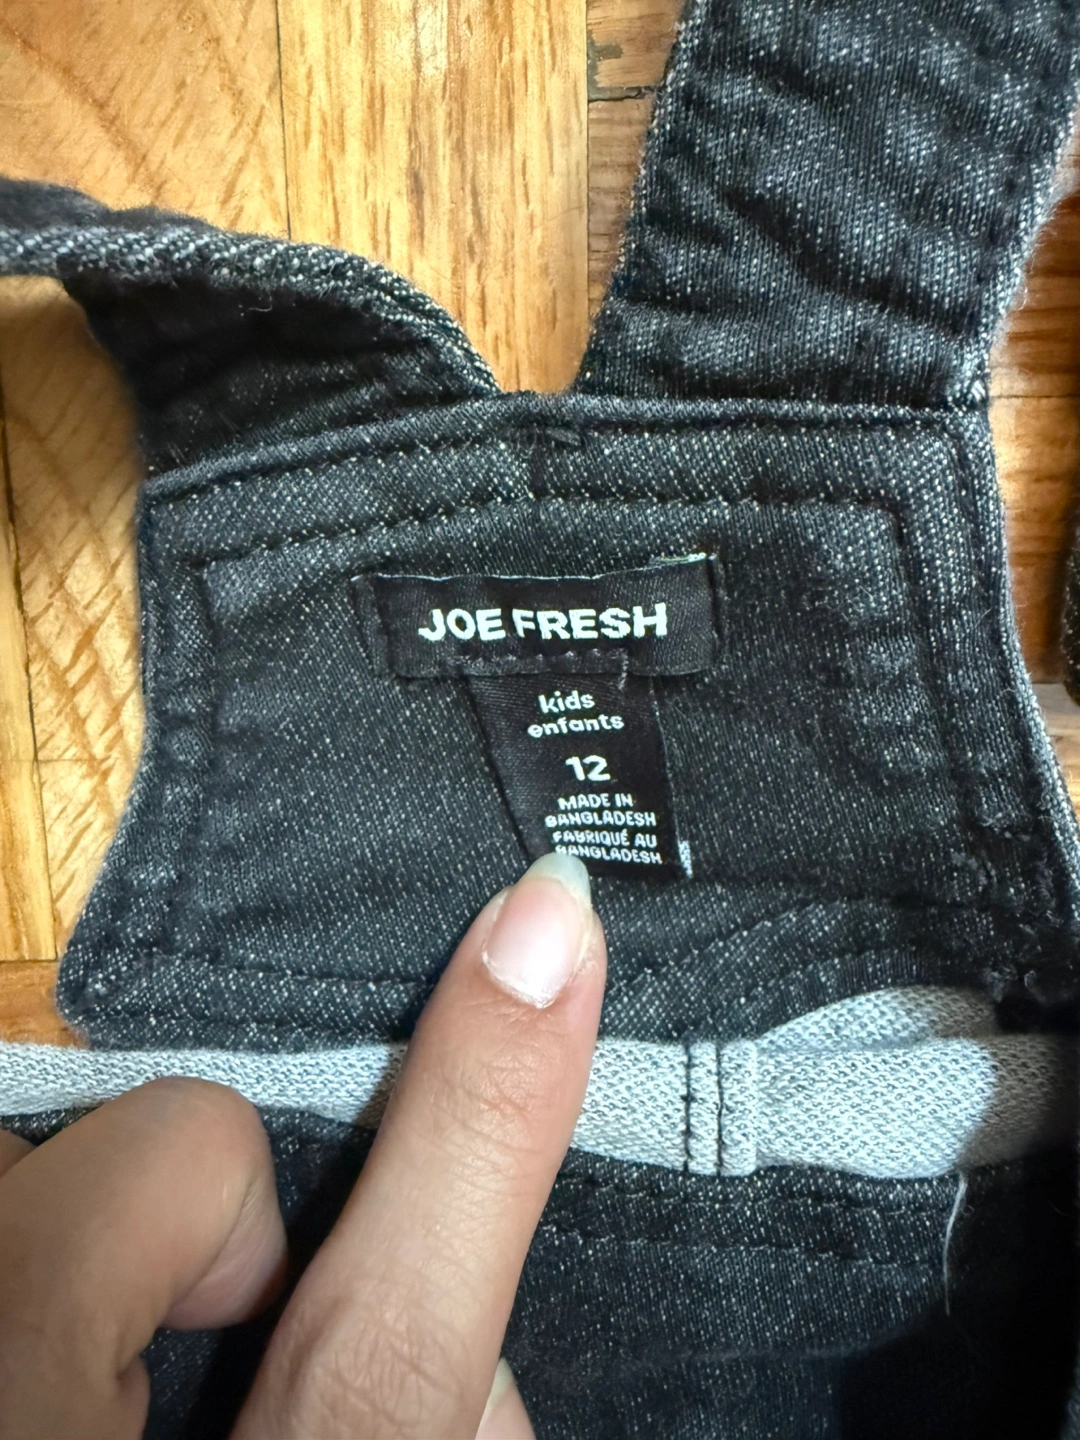 JOE FRESH
kids
enfants
12
MADE IN
BANGLADESH
FABRIQUÉ AU
BANGLADESH